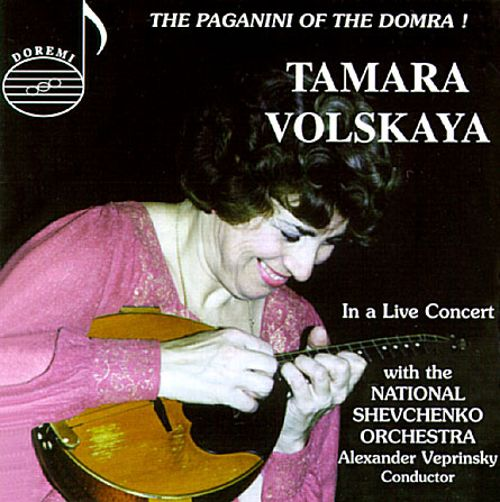 THE PAGANINI OF THE DOMRA !
DOREMI
TAMARA
VOLSKAYA
In a Live Concert
with the
NATIONAL
SHEVCHENKO
ORCHESTRA
Alexander Veprinsky
Conductor